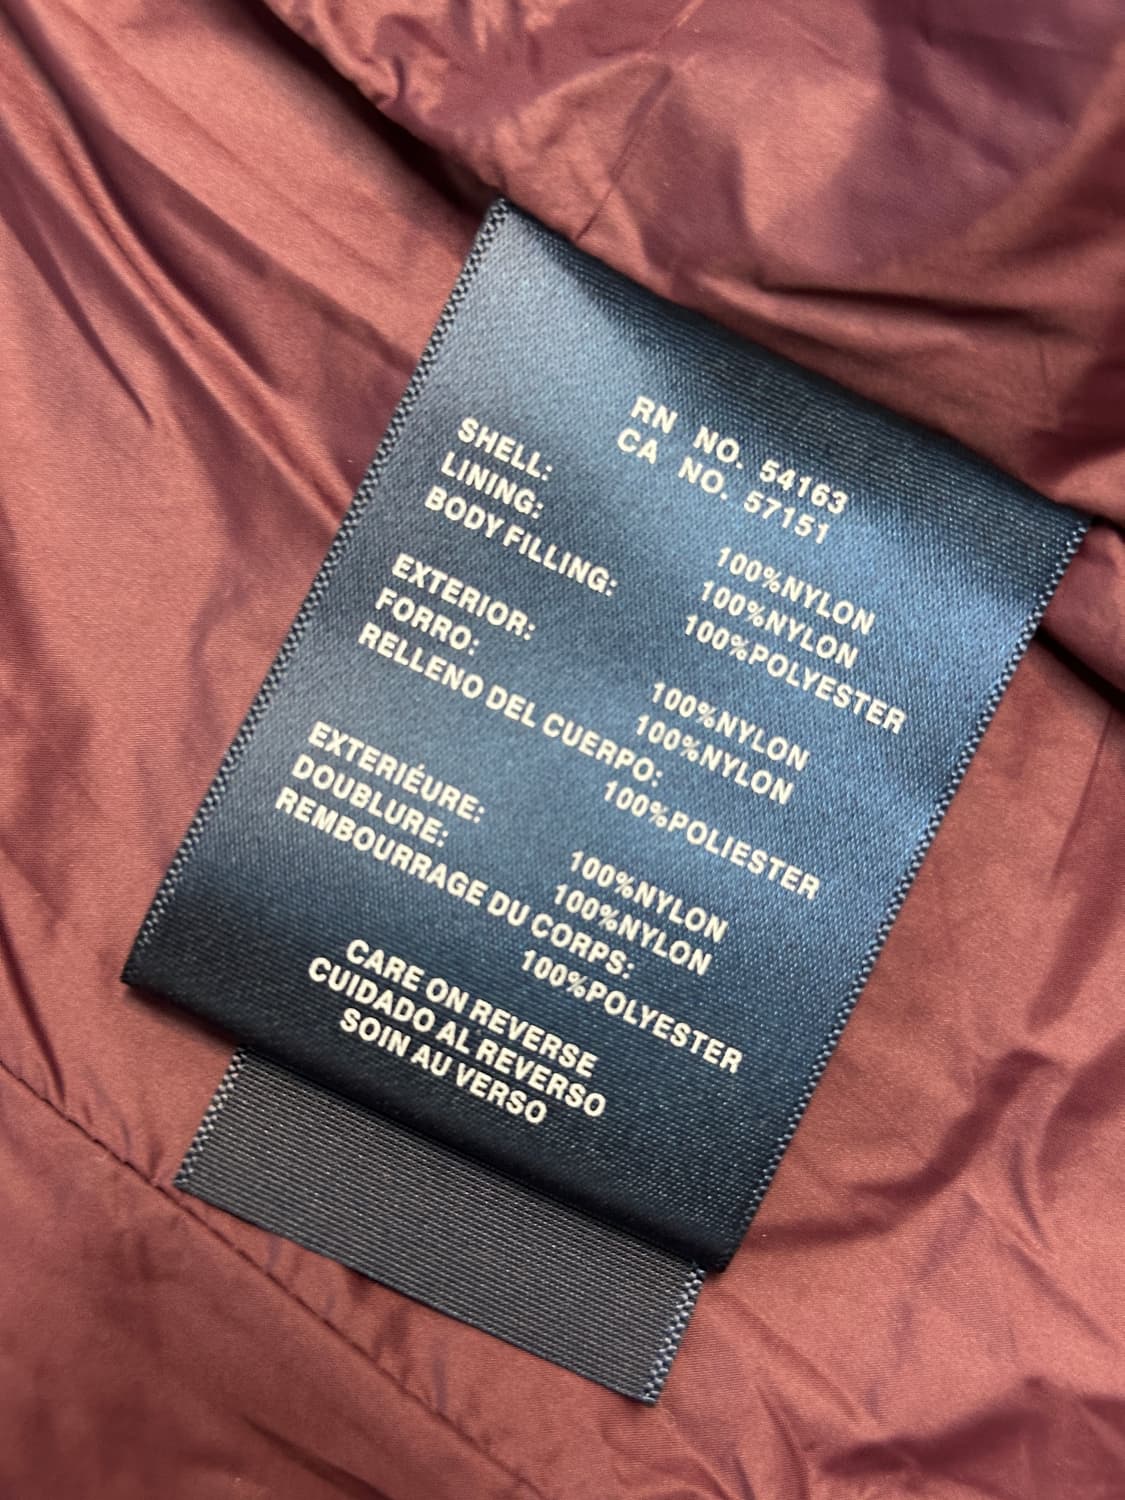 RN NO. 54163
CA NO. 57151
SHELL: 100%NYLON
LINING: 100%NYLON
BODY FILLING: 100%POLYESTER
EXTERIOR: 100%NYLON
FORRO: 100%NYLON
RELLENO DEL CUERPO:
100%POLIESTER
EXTERIÉURE: 100%NYLON
DOUBLURE: 100%NYLON
REMBOURRAGE DU CORPS:
100%POLYESTER
CARE ON REVERSE
CUIDADO AL REVERSO
SOIN AU VERSO